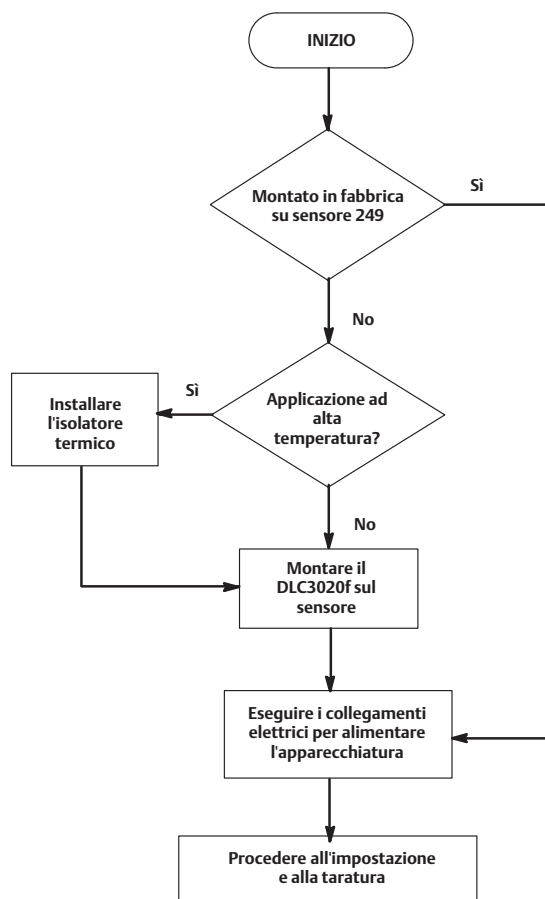 INIZIO
Montato in fabbrica
su sensore 249
Sì
No
Applicazione ad
alta
temperatura?
Sì
Installare
l'isolatore
termico
No
Montare il
DLC3020f sul
sensore
Eseguire i collegamenti
elettrici per alimentare
l'apparecchiatura
Procedere all'impostazione
e alla taratura